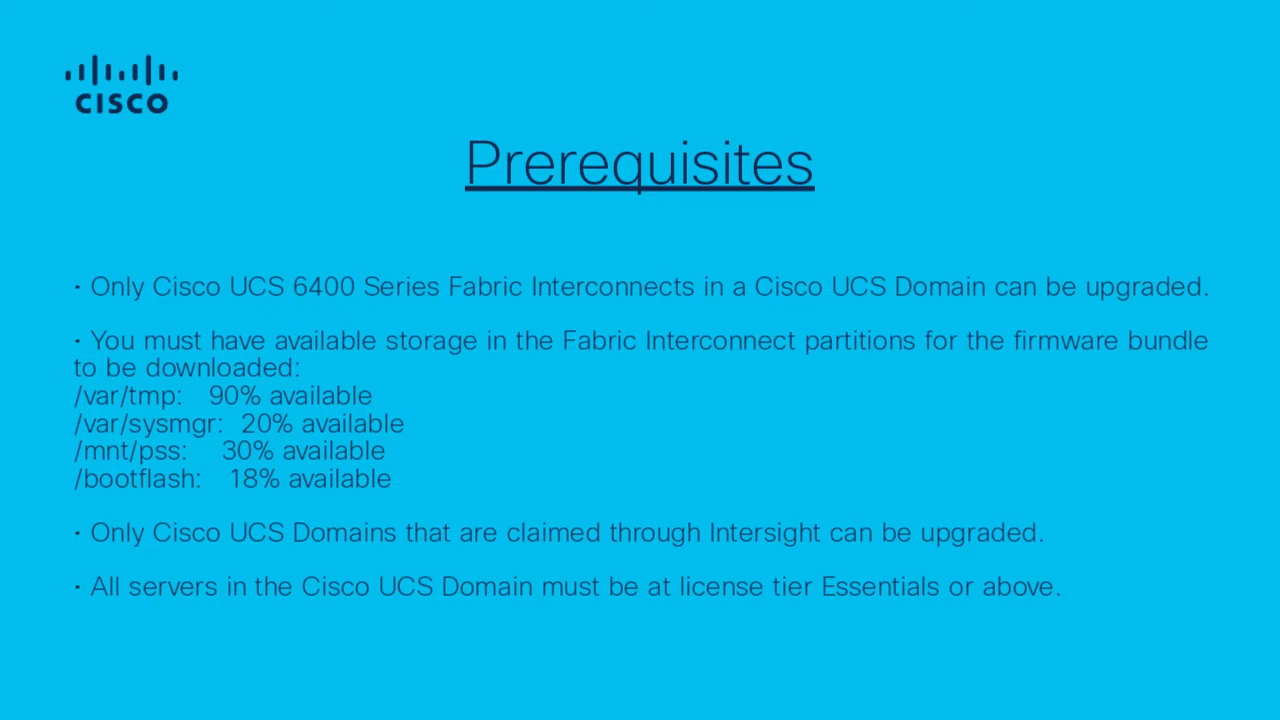 CISCO
Prerequisites
• Only Cisco UCS 6400 Series Fabric Interconnects in a Cisco UCS Domain can be upgraded.
• You must have available storage in the Fabric Interconnect partitions for the firmware bundle
to be downloaded:
/var/tmp: 90% available
/var/sysmgr: 20% available
/mnt/pss: 30% available
/bootflash: 18% available
• Only Cisco UCS Domains that are claimed through Intersight can be upgraded.
• All servers in the Cisco UCS Domain must be at license tier Essentials or above.